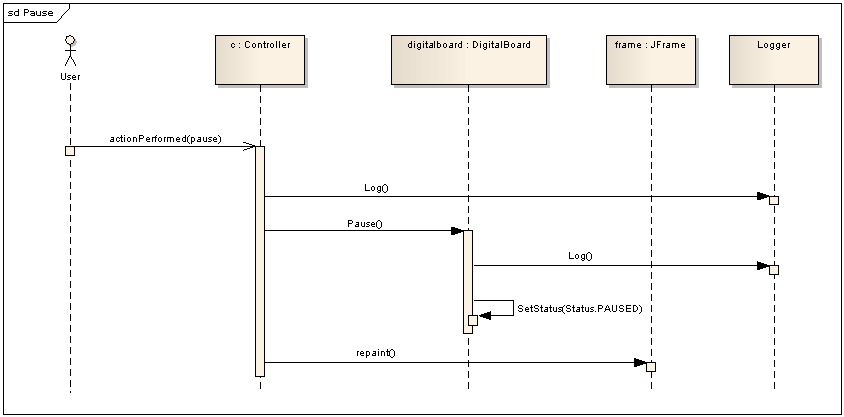 sd Pause
User
c : Controller
digitalboard : DigitalBoard
frame : JFrame
Logger
actionPerformed(pause)
Log()
Pause()
Log()
SetStatus(Status.PAUSED)
repaint()